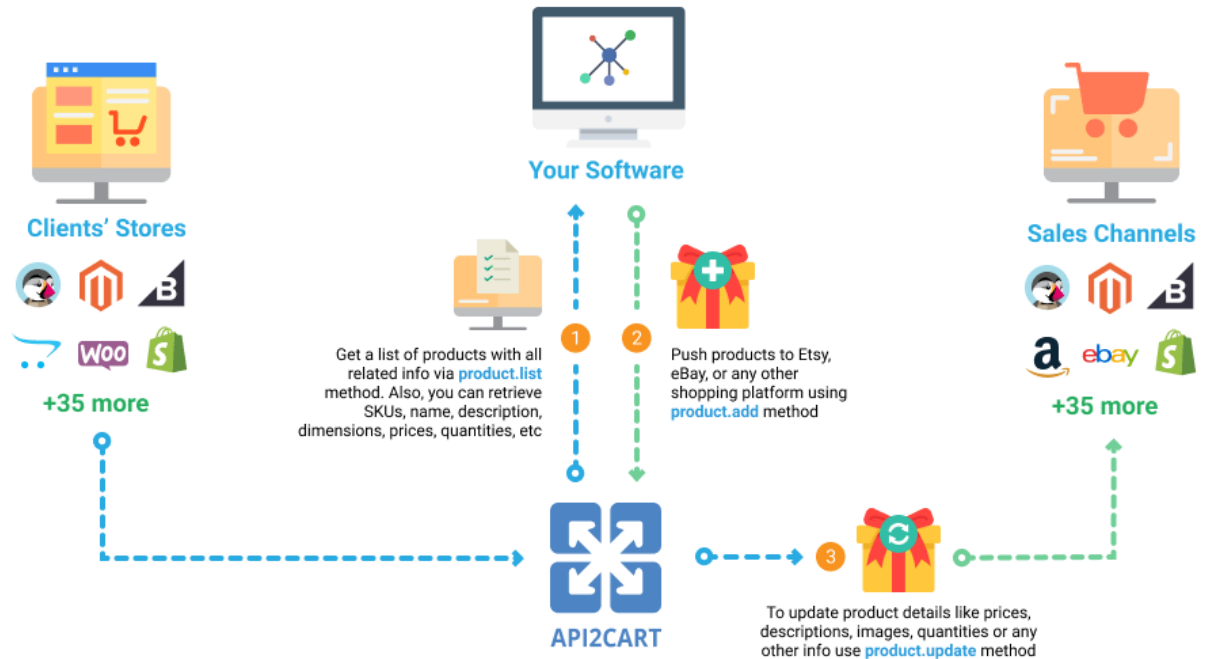 Your Software
Clients' Stores
Sales Channels
B
B
WOO
S
a
ebay
S
+35 more
+35 more
1
2
Get a list of products with all
related info via product.list
method. Also, you can retrieve
SKUs, name, description,
dimensions, prices, quantities, etc
Push products to Etsy,
eBay, or any other
shopping platform using
product.add method
3
API2CART
To update product details like prices,
descriptions, images, quantities or any
other info use product.update method